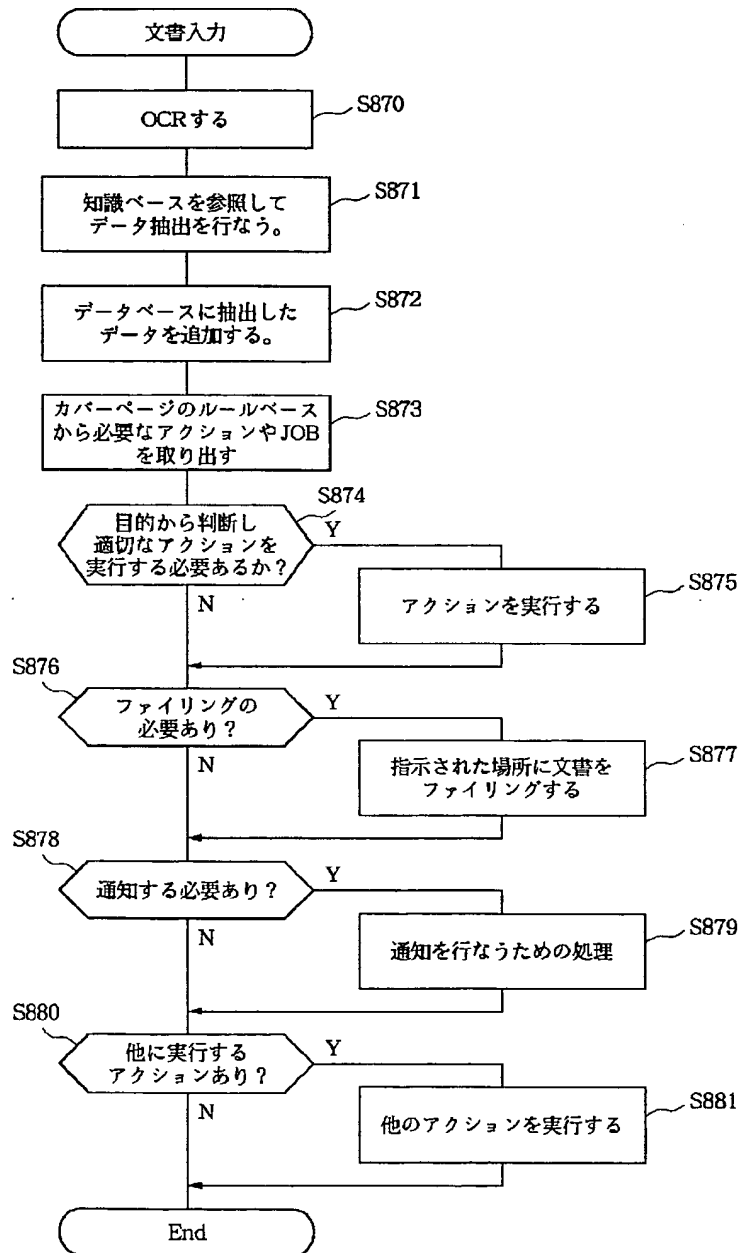 文書入力
OCRする
S870
知識ベースを参照して
データ抽出を行なう。
S871
データベースに抽出した
データを追加する。
S872
カバーページのルールベース
から必要なアクションやJOB
を取り出す
S873
目的から判断し
適切なアクションを
実行する必要あるか?
S874
Y
N
アクションを実行する
S875
S876
ファイリングの
必要あり?
Y
N
指示された場所に文書を
ファイリングする
S877
S878
通知する必要あり?
Y
N
通知を行なうための処理
S879
S880
他に実行する
アクションあり?
Y
N
他のアクションを実行する
S881
End